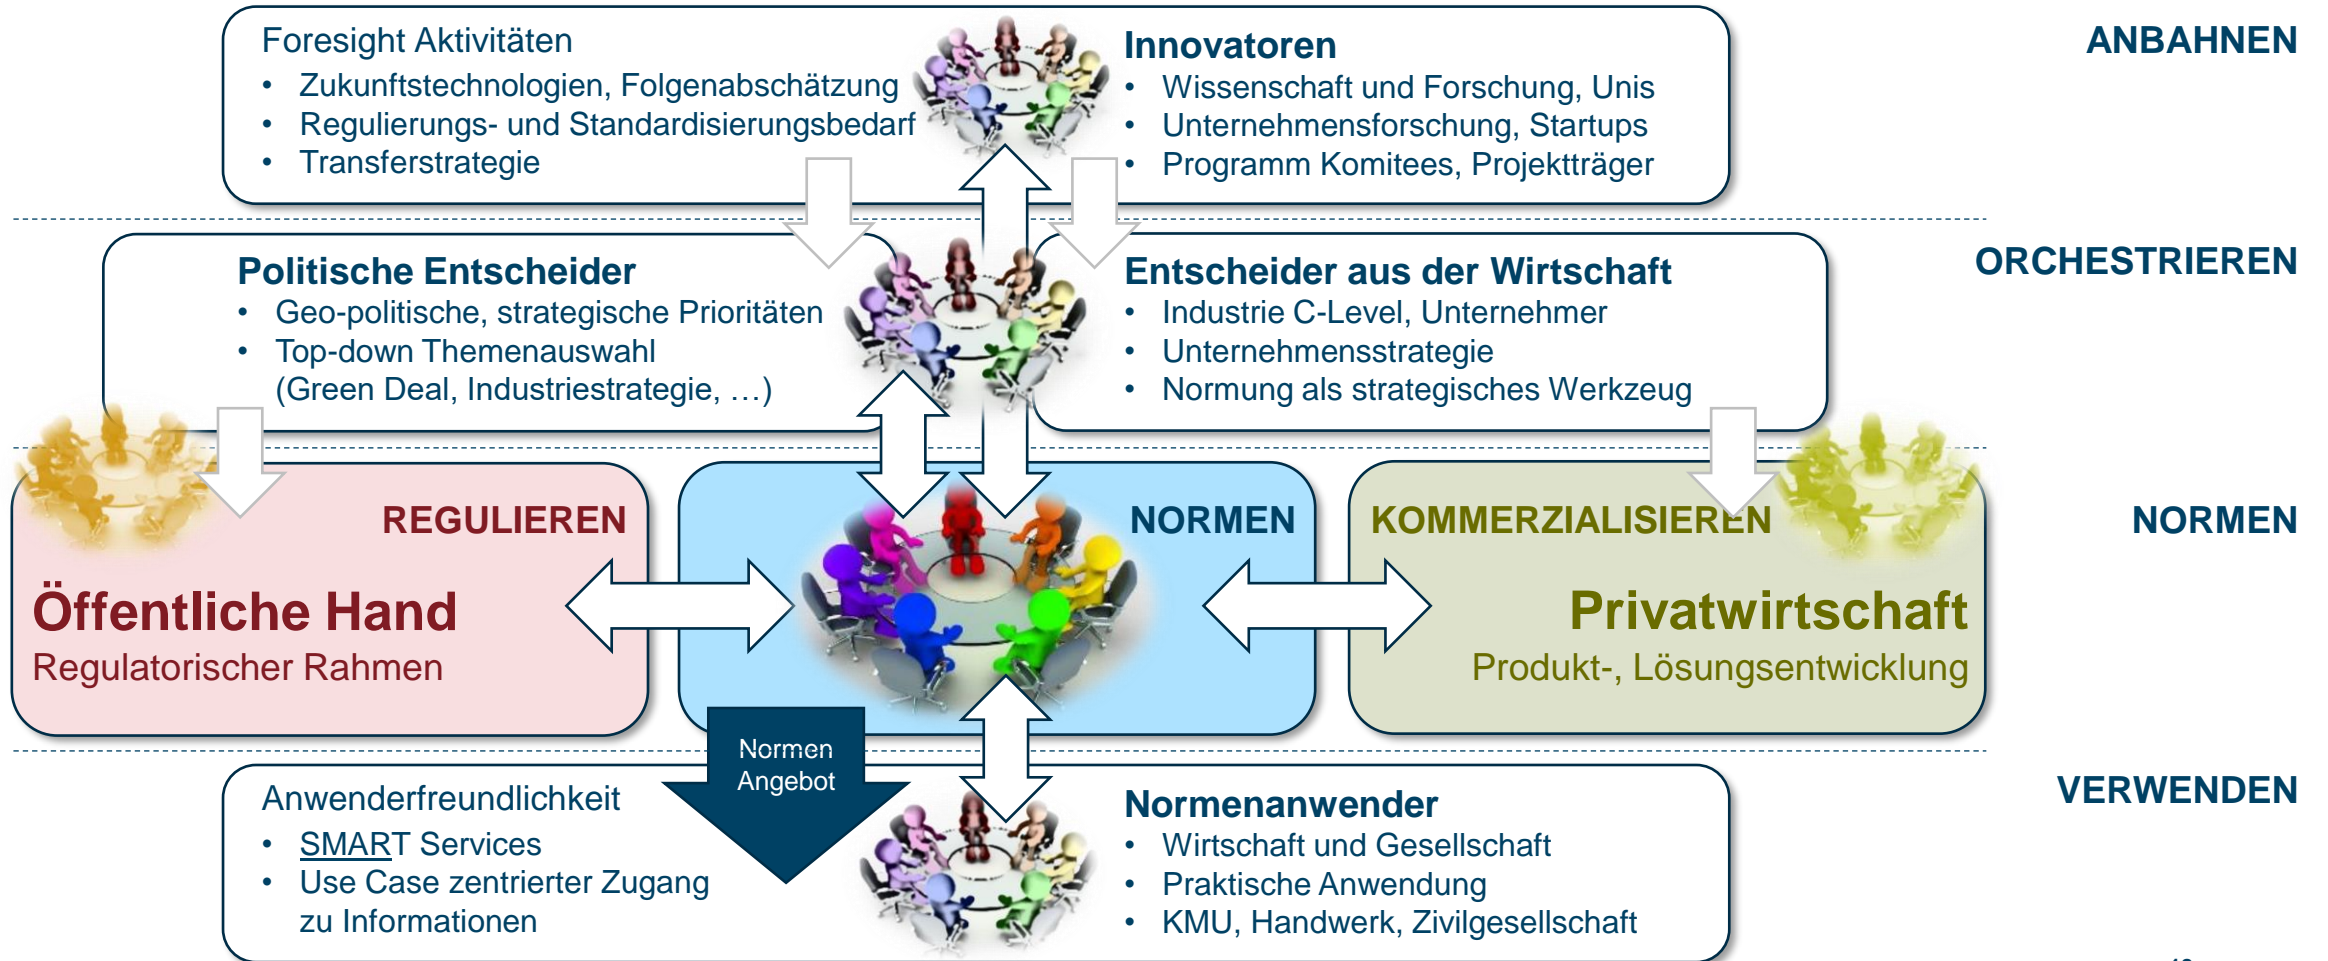 Foresight Aktivitäten
• Zukunftstechnologien, Folgenabschätzung
• Regulierungs- und Standardisierungsbedarf
• Transferstrategie
Innovatoren
• Wissenschaft und Forschung, Unis
• Unternehmensforschung, Startups
• Programm Komitees, Projektträger
ANBAHNEN
Politische Entscheider
• Geo-politische, strategische Prioritäten
• Top-down Themenauswahl
(Green Deal, Industriestrategie, …)
Entscheider aus der Wirtschaft
• Industrie C-Level, Unternehmer
• Unternehmensstrategie
• Normung als strategisches Werkzeug
ORCHESTRIEREN
REGULIEREN
Öffentliche Hand
Regulatorischer Rahmen
NORMEN
KOMMERZIALISIEREN
Privatwirtschaft
Produkt-, Lösungsentwicklung
NORMEN
Normen
Angebot
Anwenderfreundlichkeit
• SMART Services
• Use Case zentrierter Zugang
zu Informationen
Normenanwender
• Wirtschaft und Gesellschaft
• Praktische Anwendung
• KMU, Handwerk, Zivilgesellschaft
VERWENDEN